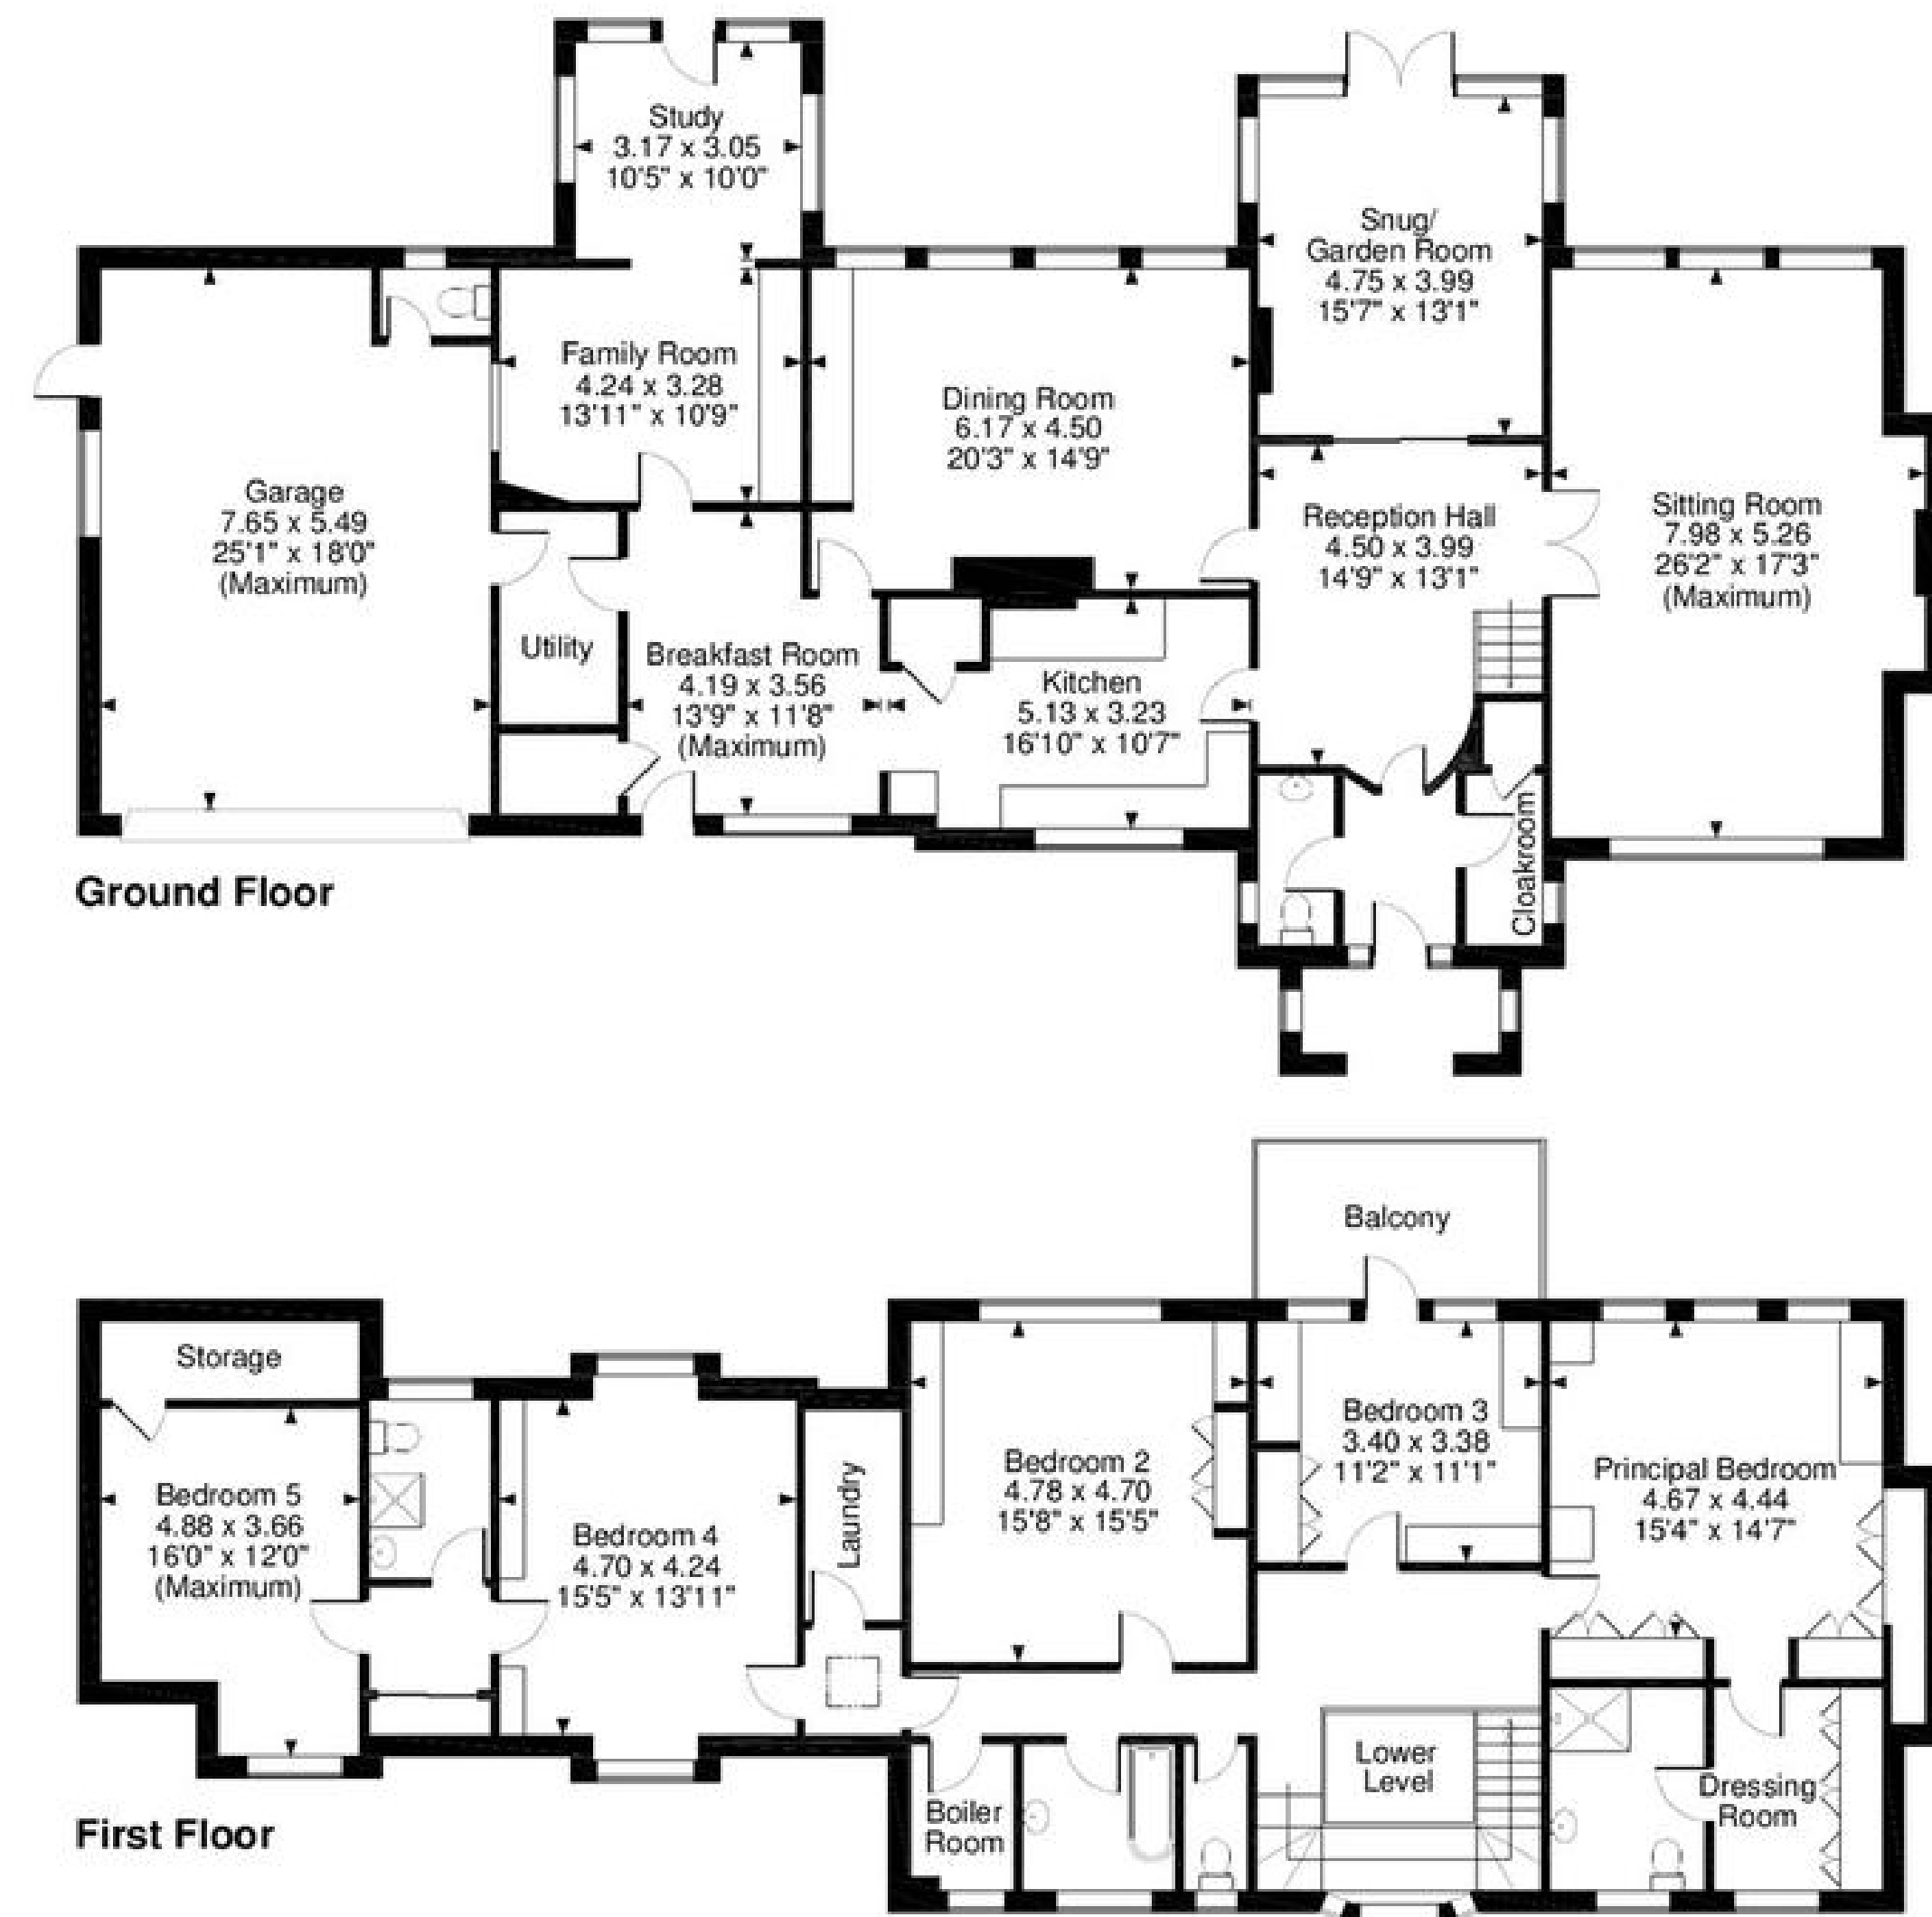 Study
3.17 x 3.05
10'5" x 10'0"
Snug/
Garden Room
4.75 x 3.99
15'7" x 13'1"
Family Room
4.24 x 3.28
13'11" x 10'9"
Dining Room
6.17 x 4.50
20'3" x 14'9"
Garage
7.65 x 5.49
25'1" x 18'0"
(Maximum)
Reception Hall
4.50 x 3.99
14'9" x 13'1"
Sitting Room
7.98 x 5.26
26'2" x 17'3"
(Maximum)
Utility
Breakfast Room
4.19 x 3.56
13'9" x 11'8"
(Maximum)
Kitchen
5.13 x 3.23
16'10" x 10'7"
Cloakroom
Ground Floor
Balcony
Storage
Bedroom 5
4.88 x 3.66
16'0" x 12'0"
(Maximum)
Bedroom 4
4.70 x 4.24
15'5" x 13'11"
Laundry
Bedroom 2
4.78 x 4.70
15'8" x 15'5"
Bedroom 3
3.40 x 3.38
11'2" x 11'1"
Principal Bedroom
4.67 x 4.44
15'4" x 14'7"
Lower
Level
Dressing
Room
Boiler
Room
First Floor